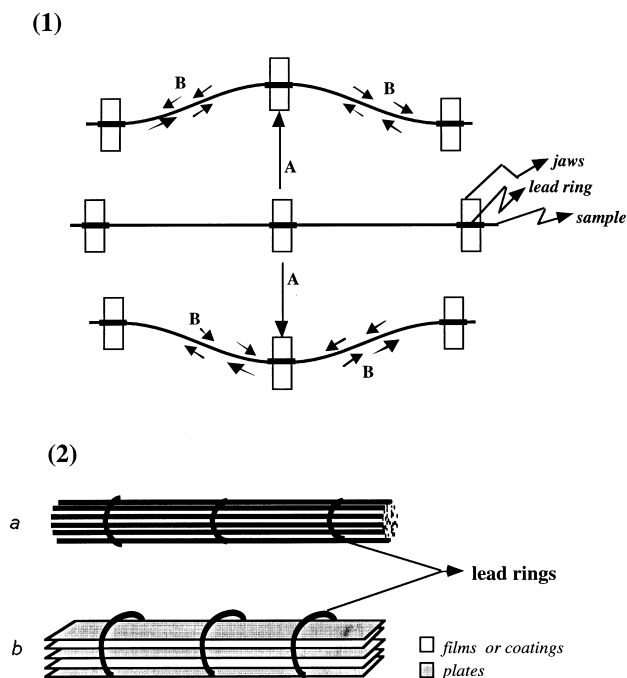 (1)
B
B
A
jaws
lead ring
sample
A
B
B
(2)
a
lead rings
b
films or coatings
plates